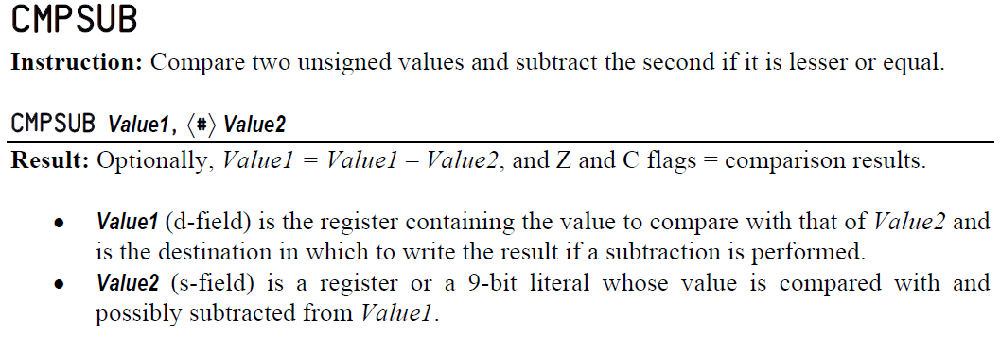 CMPSUB
Instruction: Compare two unsigned values and subtract the second if it is lesser or equal.
CMPSUB Value1, 〈#〉 Value2
Result: Optionally, Value1 = Value1 – Value2, and Z and C flags = comparison results.
• Value1 (d-field) is the register containing the value to compare with that of Value2 and
is the destination in which to write the result if a subtraction is performed.
• Value2 (s-field) is a register or a 9-bit literal whose value is compared with and
possibly subtracted from Value1.